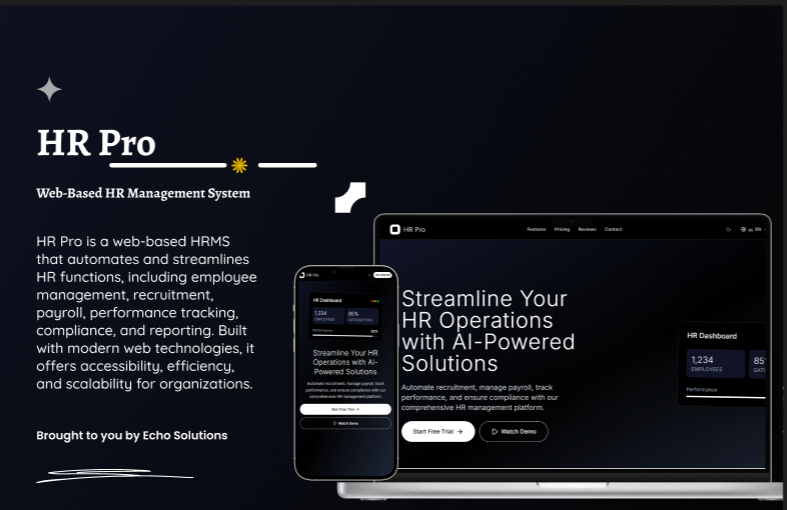 HR Pro
Web-Based HR Management System
HR Pro is a web-based HRMS
that automates and streamlines
HR functions, including employee
management, recruitment,
payroll, performance tracking,
compliance, and reporting. Built
with modern web technologies, it
offers accessibility, efficiency,
and scalability for organizations.
Brought to you by Echo Solutions
HR Pro
HR Dashboard
1,234
85%
EMPLOYEES
SATISFACTION
Performance
Streamline Your HR
Operations with AI-
Powered Solutions
Automate recruitment, manage payroll, track
performance, and ensure compliance with our
comprehensive HR management platform.
Start Free Trial →
Watch Demo
HR Pro
Features Pricing Reviews Contact
EN
Streamline Your
HR Operations
with AI-Powered
Solutions
Automate recruitment, manage payroll, track
performance, and ensure compliance with our
comprehensive HR management platform.
Start Free Trial →
Watch Demo
HR Dashboard
1,234
85
EMPLOYEES
SATI
Performance